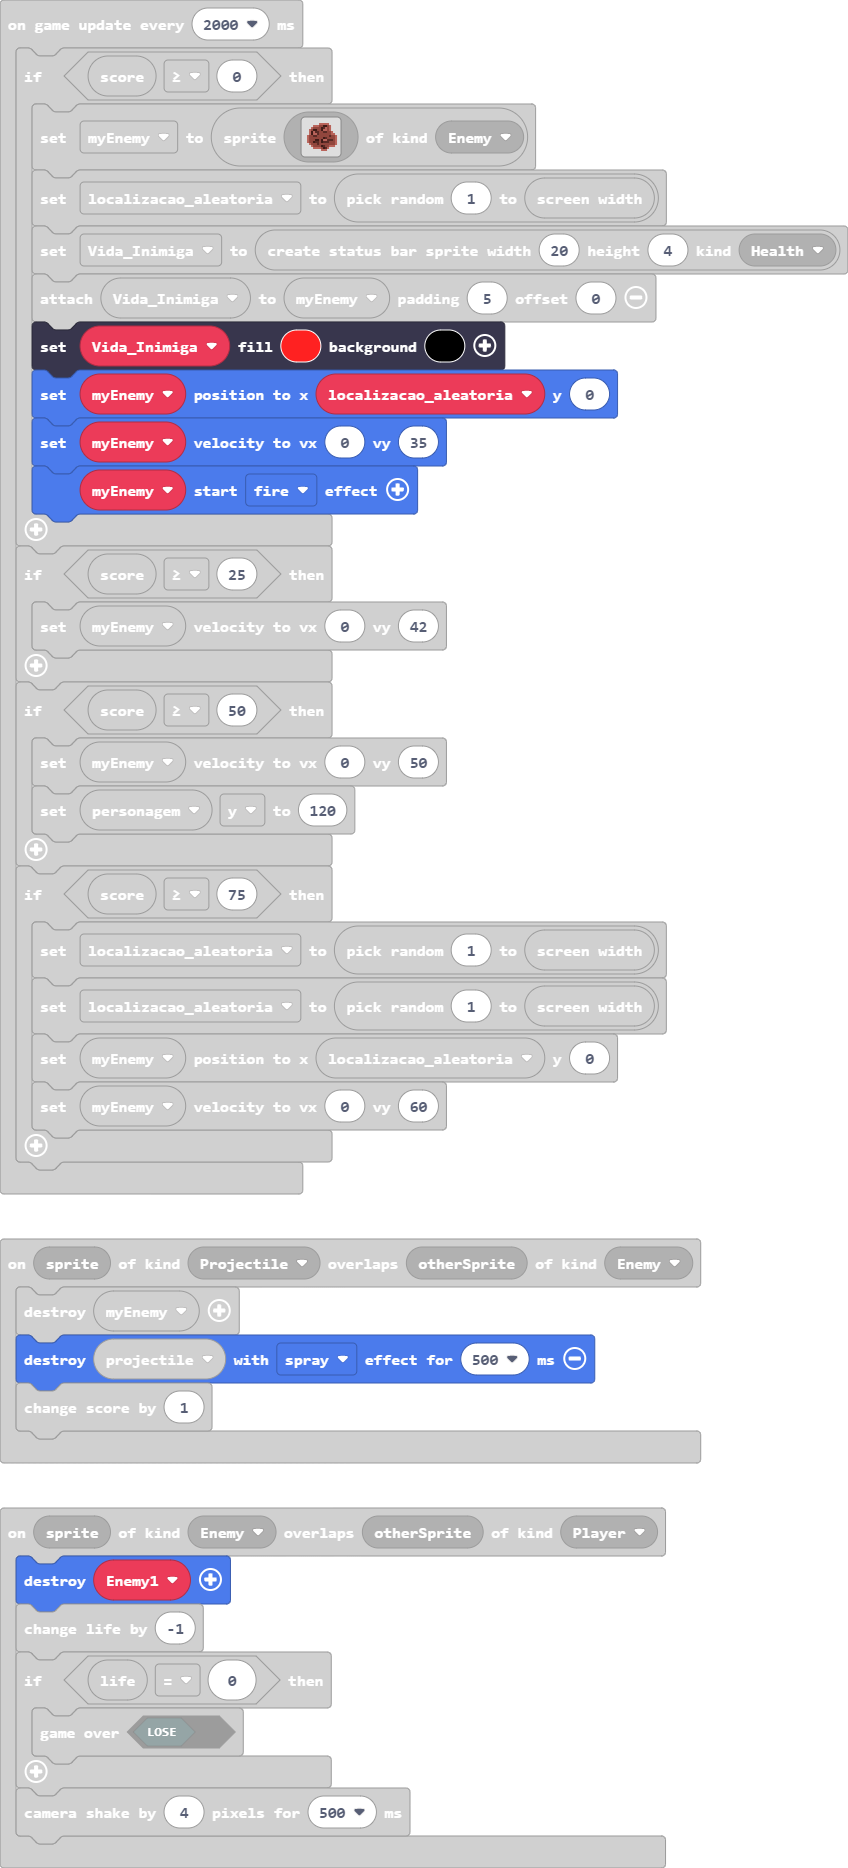 on game update every 2000 ms
if score ≥ 0 then
set myEnemy to sprite of kind Enemy
set localizacao_aleatoria to pick random 1 to screen width
set Vida_Inimiga to create status bar sprite width 20 height 4 kind Health
attach Vida_Inimiga to myEnemy padding 5 offset 0
set Vida_Inimiga fill background
set myEnemy position to x localizacao_aleatoria y 0
set myEnemy velocity to vx 0 vy 35
myEnemy start fire effect
if score ≥ 25 then
set myEnemy velocity to vx 0 vy 42
if score ≥ 50 then
set myEnemy velocity to vx 0 vy 50
set personagem y to 120
if score ≥ 75 then
set localizacao_aleatoria to pick random 1 to screen width
set localizacao_aleatoria to pick random 1 to screen width
set myEnemy position to x localizacao_aleatoria y 0
set myEnemy velocity to vx 0 vy 60
on sprite of kind Projectile overlaps otherSprite of kind Enemy
destroy myEnemy
destroy projectile with spray effect for 500 ms
change score by 1
on sprite of kind Enemy overlaps otherSprite of kind Player
destroy Enemy1
change life by -1
if life = 0 then
game over LOSE
camera shake by 4 pixels for 500 ms